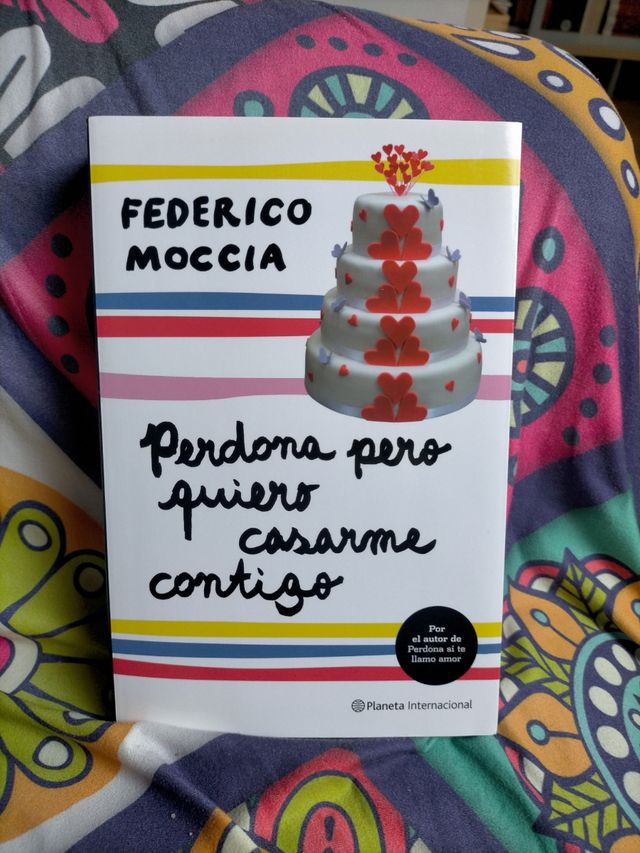 FEDERICO
MOCCIA
Perdona pero
quiero
casarme
contigo
Por
el autor de
Perdona si te
llamo amor
Planeta Internacional